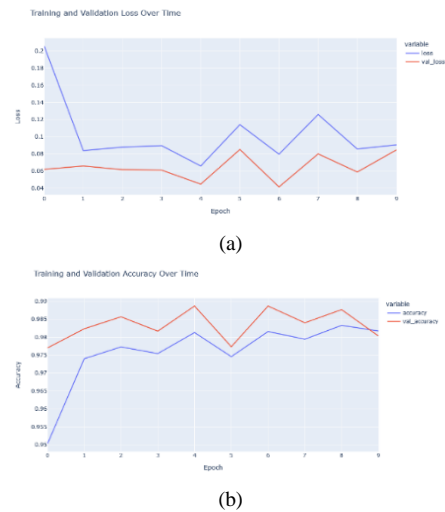 Training and Validation Loss Over Time
variable
loss
val_loss
0.2
0.18
0.16
0.14
0.12
0.1
0.08
0.06
0.04
Loss
0 1 2 3 4 5 6 7 8 9
Epoch
(a)
Training and Validation Accuracy Over Time
variable
accuracy
val_accuracy
0.99
0.985
0.98
0.975
0.97
0.965
0.96
0.955
0.95
Accuracy
0 1 2 3 4 5 6 7 8 9
Epoch
(b)